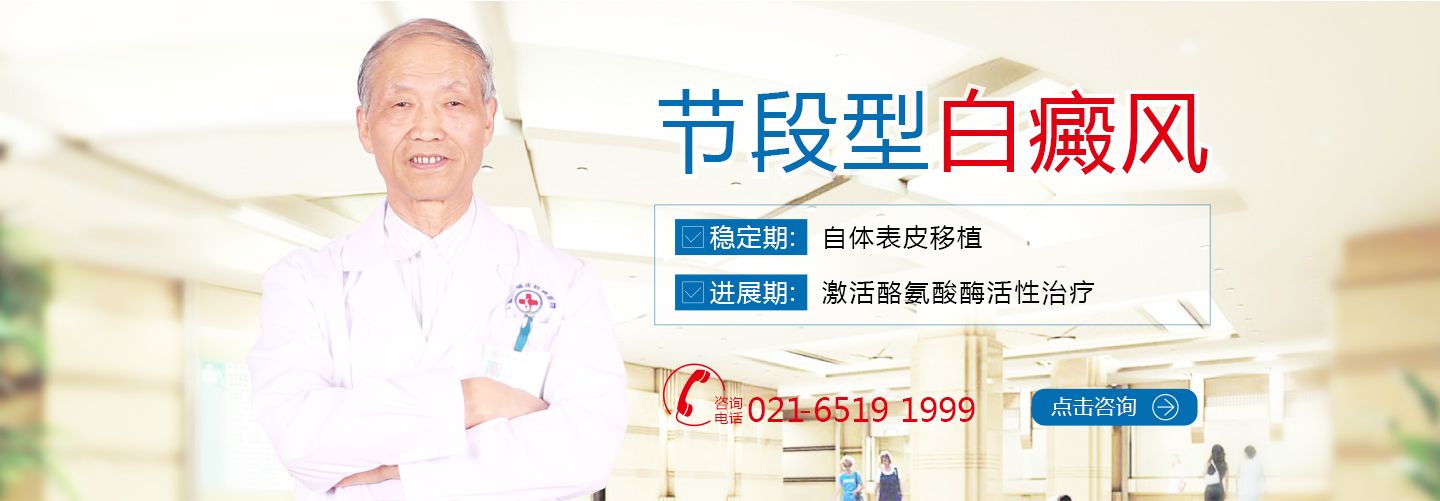 节段型白癜风
稳定期: 自体表皮移植
进展期: 激活酪氨酸酶活性治疗
咨询
电话
021-6519 1999
点击咨询